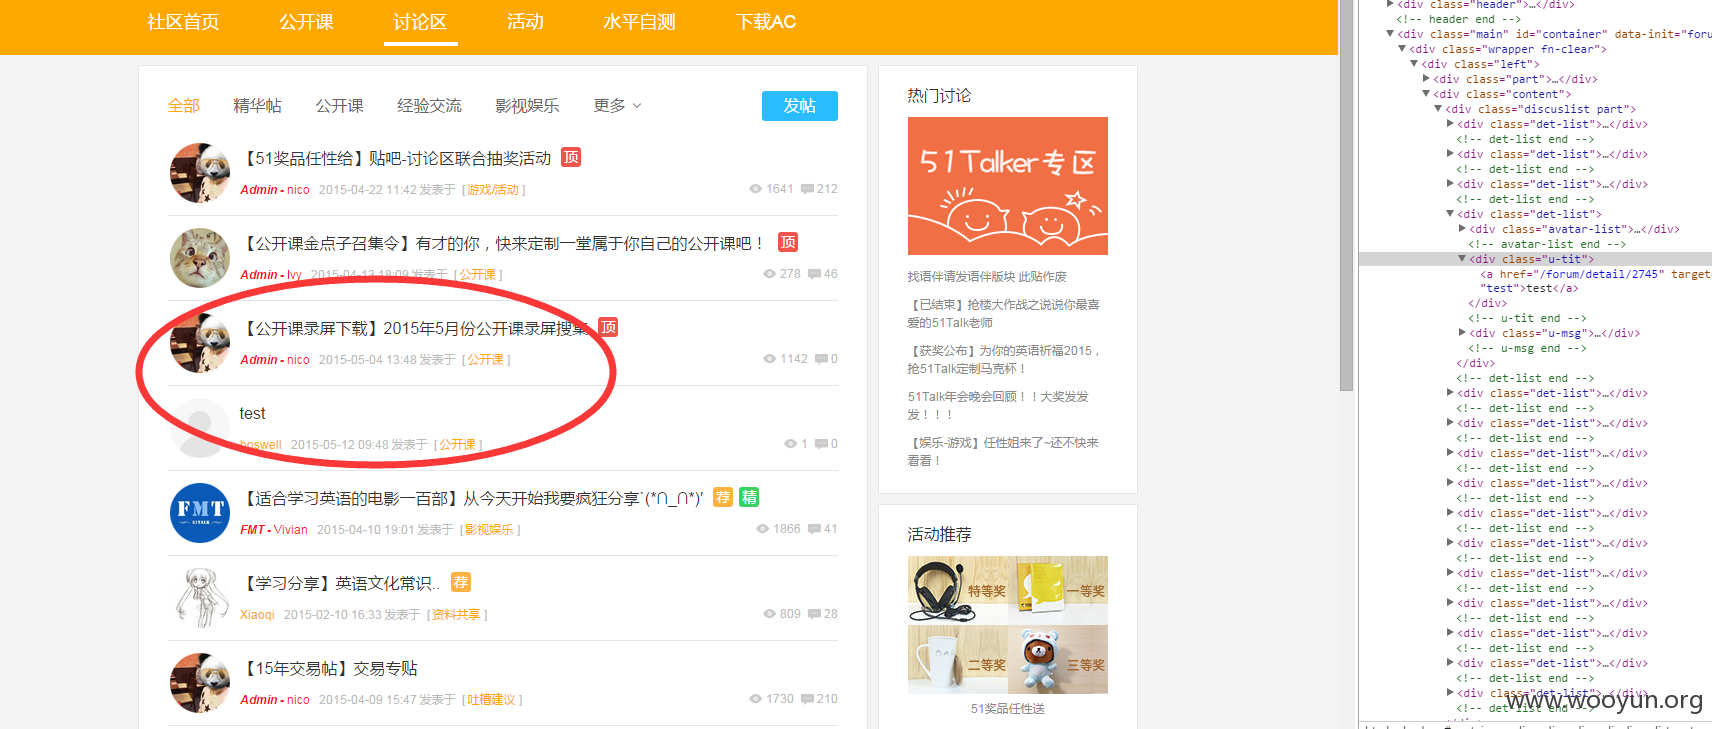 社区首页 公开课 讨论区 活动 水平自测 下载AC
全部 精华帖 公开课 经验交流 影视娱乐 更多 发帖
【51奖品任性给】贴吧-讨论区联合抽奖活动 顶
Admin - nico 2015-04-22 11:42 发表于 [ 游戏/活动 ] 1641 212
【公开课金点子召集令】有才的你，快来定制一堂属于你自己的公开课吧！ 顶
Admin - Ivy 2015-04-13 18:09 发表于 [ 公开课 ] 278 46
【公开课录屏下载】2015年5月份公开课录屏搜集 顶
Admin - nico 2015-05-04 13:48 发表于 [ 公开课 ] 1142 0
test
boswell 2015-05-12 09:48 发表于 [ 公开课 ] 1 0
FMT
51TALK
【适合学习英语的电影一百部】从今天开始我要疯狂分享`(*∩_∩*)′ 荐 精
FMT - Vivian 2015-04-10 19:01 发表于 [ 影视娱乐 ] 1866 41
【学习分享】英语文化常识.. 荐
Xiaoqi 2015-02-10 16:33 发表于 [ 资料共享 ] 809 28
【15年交易帖】交易专贴
Admin - nico 2015-04-09 15:47 发表于 [ 吐槽建议 ] 1730 210
热门讨论
51Talker专区
找语伴请发语伴版块 此贴作废
【已结束】抢楼大作战之说说你最喜
爱的51Talk老师
【获奖公布】为你的英语祈福2015，
抢51Talk定制马克杯！
51Talk年会晚会回顾！！大奖发发
发！！！
【娱乐-游戏】任性姐来了~还不快来
看看！
活动推荐
特等奖 一等奖
二等奖 三等奖
51奖品任性送
<div class="header">…</div>
<!-- header end -->
<div class="main" id="container" data-init="foru
<div class="wrapper fn-clear">
<div class="left">
<div class="part">…</div>
<div class="content">
<div class="discuslist part">
<div class="det-list">…</div>
<!-- det-list end -->
<div class="det-list">…</div>
<!-- det-list end -->
<div class="det-list">…</div>
<!-- det-list end -->
<div class="det-list">
<div class="avatar-list">…</div>
<!-- avatar-list end -->
<div class="u-tit">
<a href="/forum/detail/2745" target
"test">test</a>
</div>
<!-- u-tit end -->
<div class="u-msg">…</div>
<!-- u-msg end -->
</div>
<!-- det-list end -->
<div class="det-list">…</div>
<!-- det-list end -->
<div class="det-list">…</div>
<!-- det-list end -->
<div class="det-list">…</div>
<!-- det-list end -->
<div class="det-list">…</div>
<!-- det-list end -->
<div class="det-list">…</div>
<!-- det-list end -->
<div class="det-list">…</div>
<!-- det-list end -->
<div class="det-list">…</div>
<!-- det-list end -->
<div class="det-list">…</div>
<!-- det-list end -->
<div class="det-list">…</div>
<!-- det-list end -->
<div class="det-list">…</div>
<!-- det-list end -->
<div class="det-list">…</div>
<!-- det-list end -->
www.wooyun.org